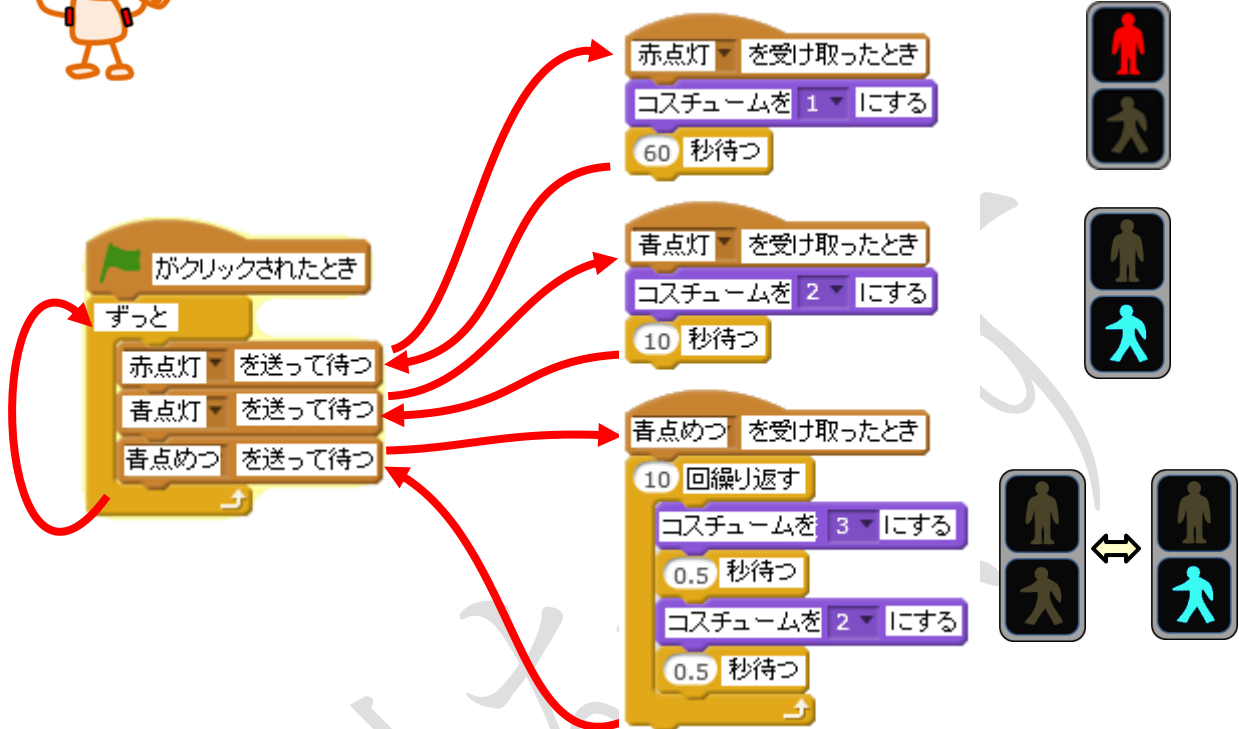 がクリックされたとき
ずっと
赤点灯 を送って待つ
青点灯 を送って待つ
青点めつ を送って待つ
赤点灯 を受け取ったとき
コスチュームを 1 にする
60 秒待つ
青点灯 を受け取ったとき
コスチュームを 2 にする
10 秒待つ
青点めつ を受け取ったとき
10 回繰り返す
コスチュームを 3 にする
0.5 秒待つ
コスチュームを 2 にする
0.5 秒待つ